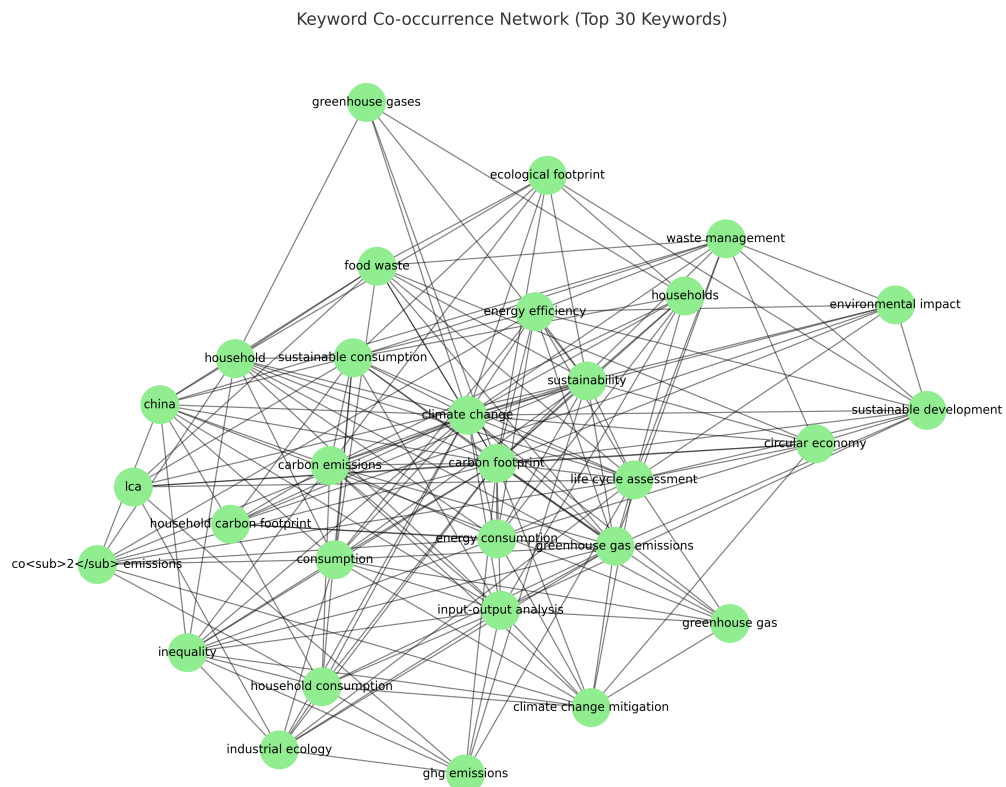 Keyword Co-occurrence Network (Top 30 Keywords)
greenhouse gases
ecological footprint
waste management
food waste
households
environmental impact
energy efficiency
household
sustainable consumption
sustainability
china
climate change
sustainable development
circular economy
carbon emissions
carbon footprint
life cycle assessment
lca
household carbon footprint
energy consumption
greenhouse gas emissions
consumption
co<sub>2</sub> emissions
input-output analysis
greenhouse gas
inequality
household consumption
climate change mitigation
industrial ecology
ghg emissions